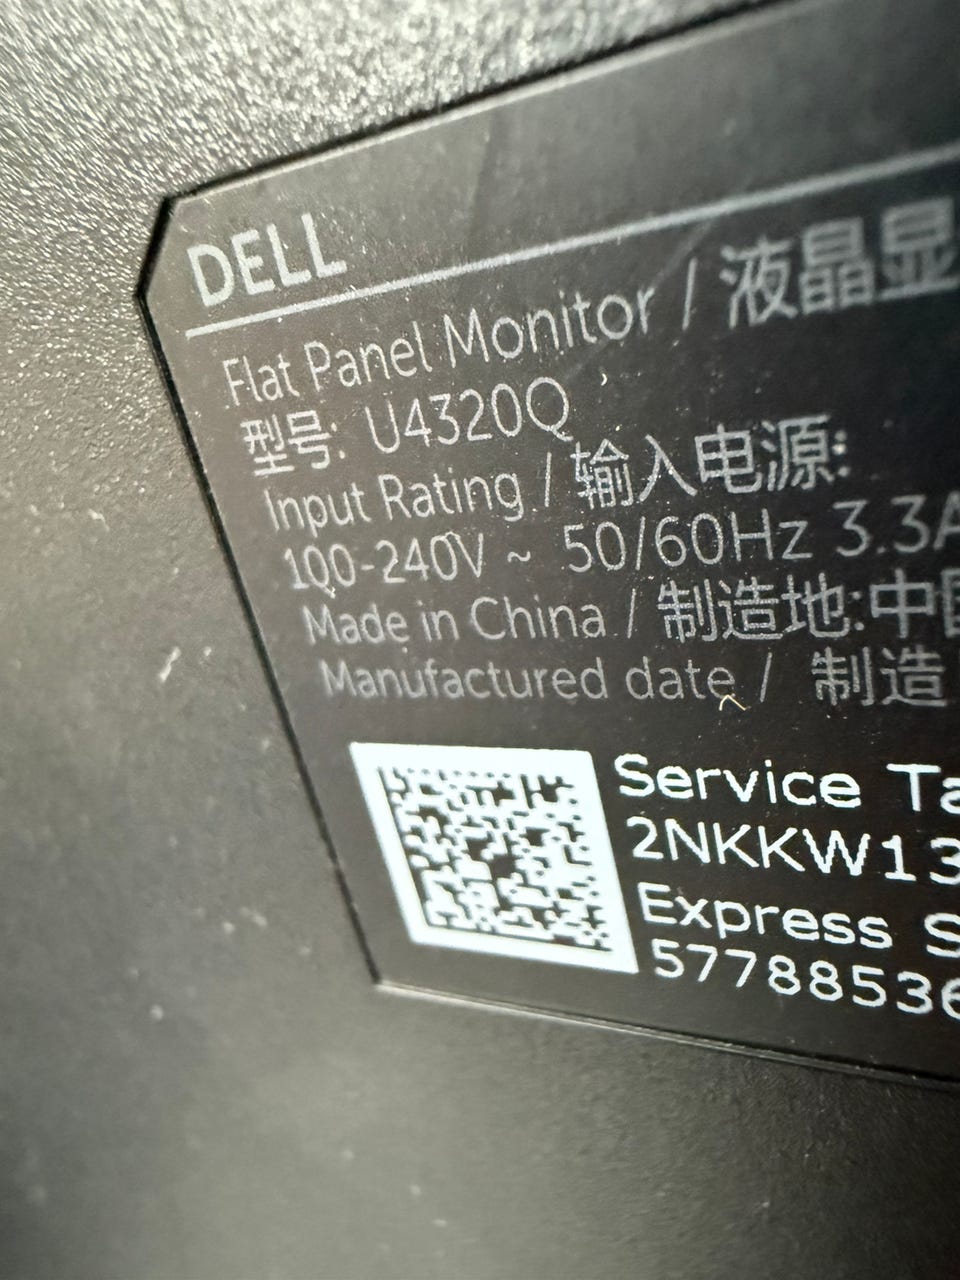 DELL
Flat Panel Monitor / 液晶显
型号: U4320Q
Input Rating / 输入电源:
100-240V ~ 50/60Hz 3.3A
Made in China / 制造地:中国
Manufactured date / 制造
Service Ta
2NKKW13
Express S
57788536